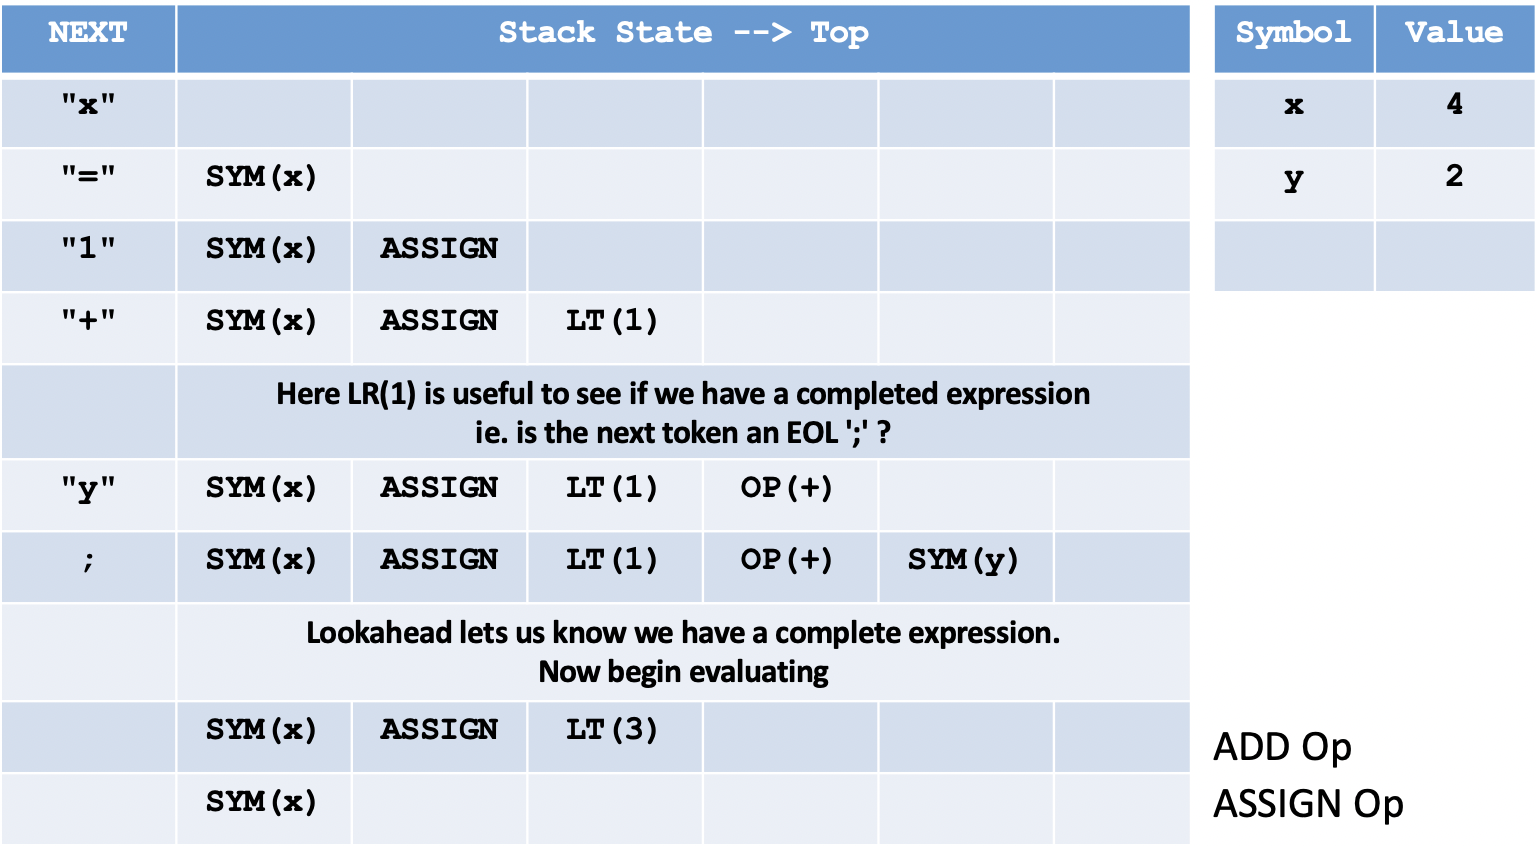 NEXT Stack State --> Top Symbol Value
"x" x 4
"=" SYM(x) y 2
"1" SYM(x) ASSIGN
"+" SYM(x) ASSIGN LT(1)
Here LR(1) is useful to see if we have a completed expression
ie. is the next token an EOL ';' ?
"y" SYM(x) ASSIGN LT(1) OP(+)
; SYM(x) ASSIGN LT(1) OP(+) SYM(y)
Lookahead lets us know we have a complete expression.
Now begin evaluating
SYM(x) ASSIGN LT(3) ADD Op
SYM(x) ASSIGN Op